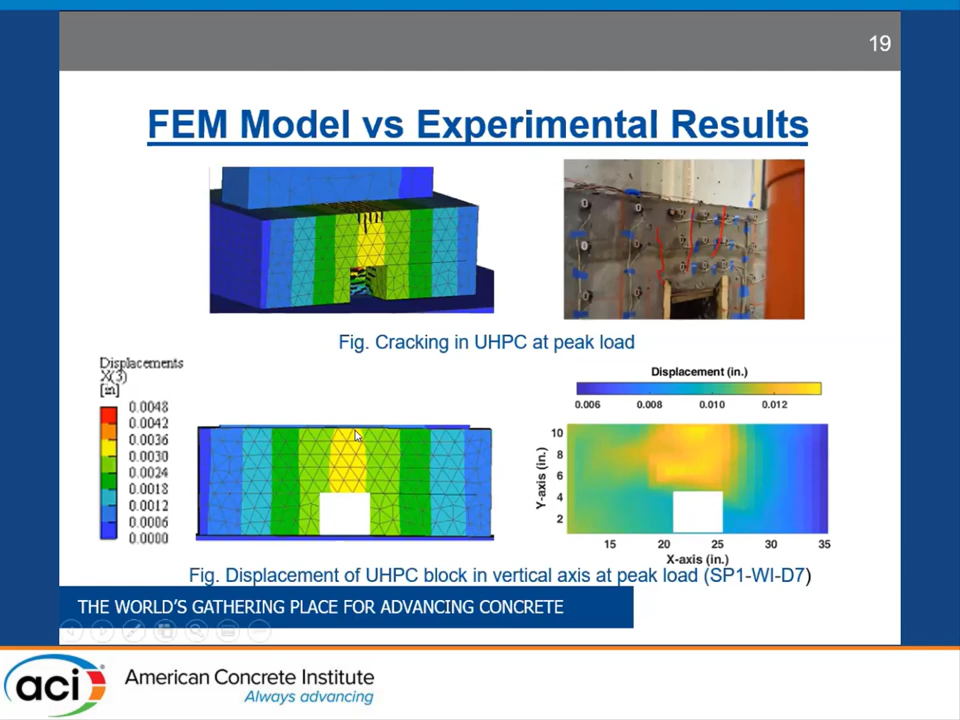 19
FEM Model vs Experimental Results
Fig. Cracking in UHPC at peak load
Displacements
X(3)
[in]
0.0048
0.0042
0.0036
0.0030
0.0024
0.0018
0.0012
0.0006
0.0000
Displacement (in.)
0.006 0.008 0.010 0.012
Y-axis (in.)
10
8
6
4
2
15 20 25 30 35
X-axis (in.)
Fig. Displacement of UHPC block in vertical axis at peak load (SP1-WI-D7)
THE WORLD'S GATHERING PLACE FOR ADVANCING CONCRETE
aci
American Concrete Institute
Always advancing